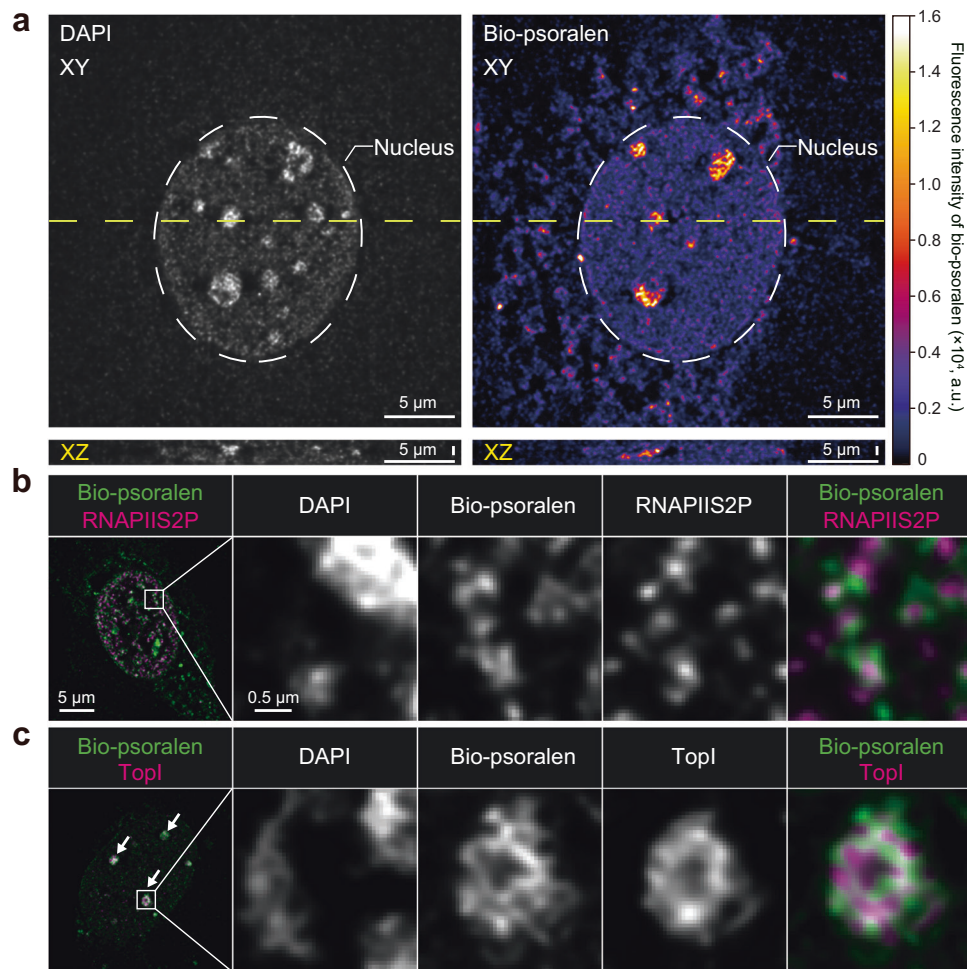 a
DAPI
XY
Nucleus
5 µm
Bio-psoralen
XY
Nucleus
5 µm
1.6
1.4
1.2
1.0
0.8
0.6
0.4
0.2
0
Fluorescence intensity of bio-psoralen (×10⁴, a.u.)
XZ
5 µm
5 µm
b
Bio-psoralen
RNAPIIS2P
DAPI
Bio-psoralen
RNAPIIS2P
Bio-psoralen
RNAPIIS2P
5 µm
0.5 µm
c
Bio-psoralen
TopI
DAPI
Bio-psoralen
TopI
Bio-psoralen
TopI